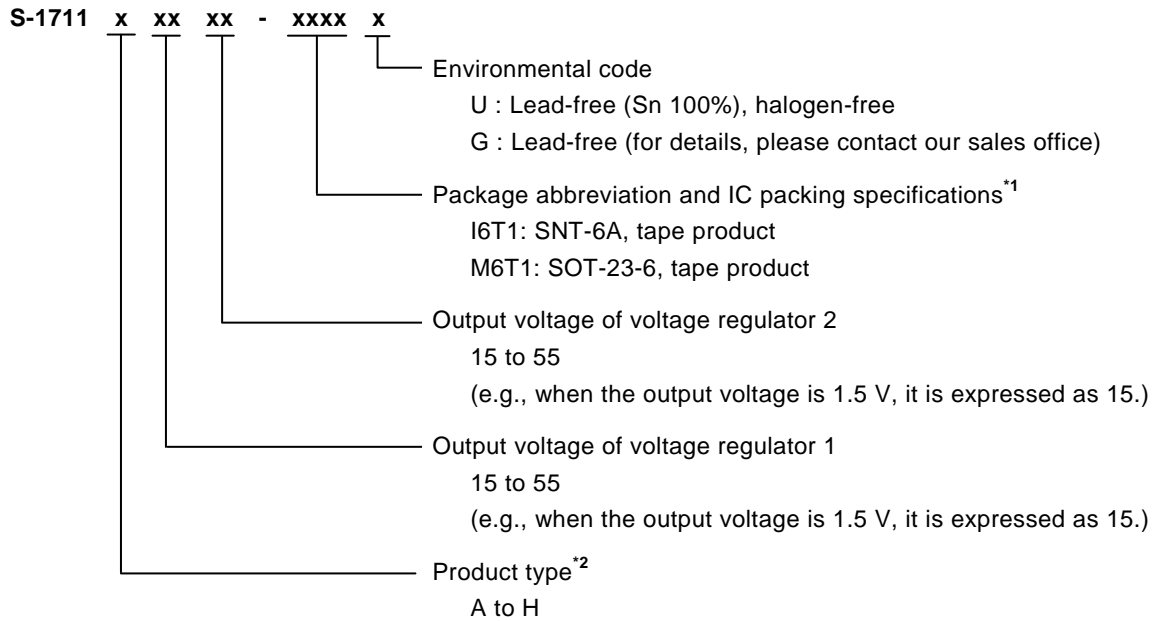 S-1711 x xx xx - xxxx x
Environmental code
U : Lead-free (Sn 100%), halogen-free
G : Lead-free (for details, please contact our sales office)
Package abbreviation and IC packing specifications*1
I6T1: SNT-6A, tape product
M6T1: SOT-23-6, tape product
Output voltage of voltage regulator 2
15 to 55
(e.g., when the output voltage is 1.5 V, it is expressed as 15.)
Output voltage of voltage regulator 1
15 to 55
(e.g., when the output voltage is 1.5 V, it is expressed as 15.)
Product type*2
A to H